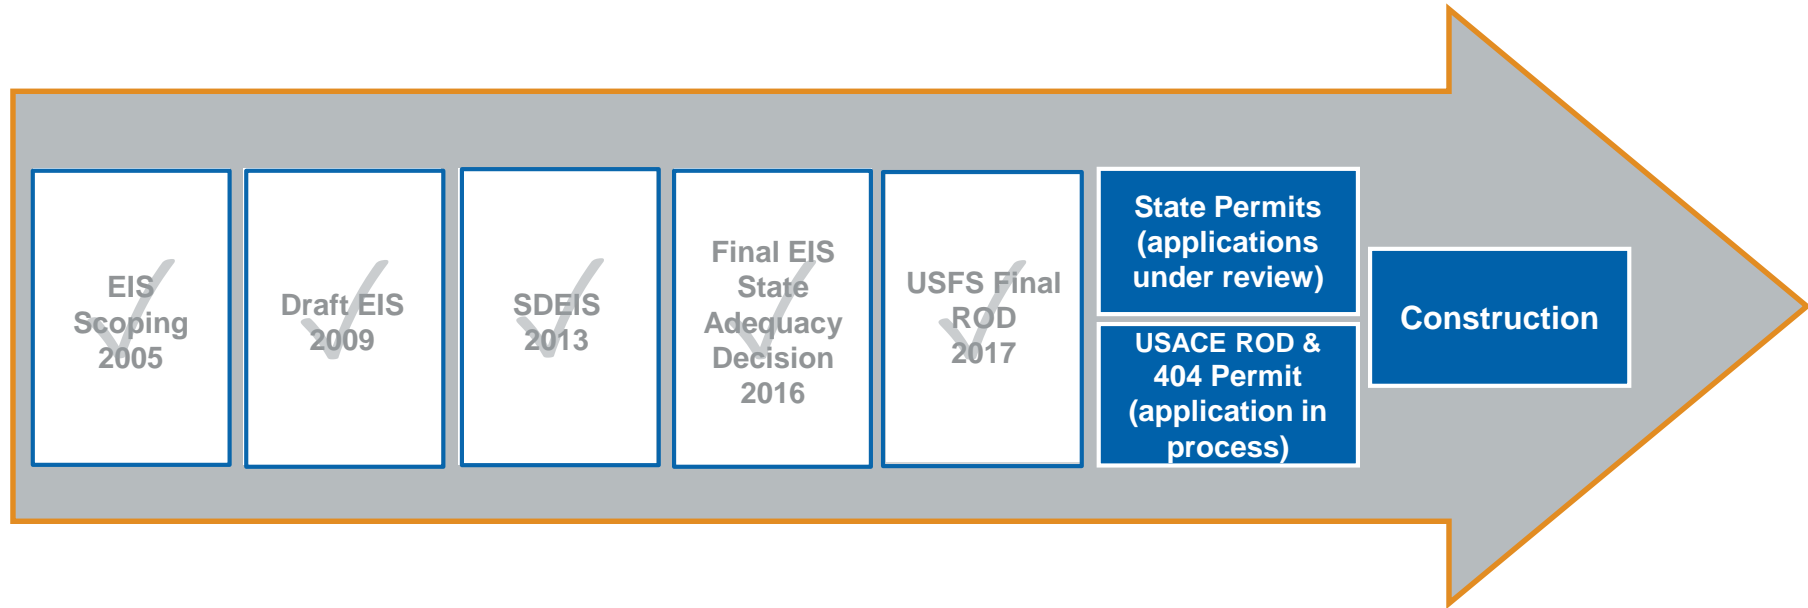 EIS
Scoping
2005
Draft EIS
2009
SDEIS
2013
Final EIS
State
Adequacy
Decision
2016
USFS Final
ROD
2017
State Permits
(applications
under review)
USACE ROD &
404 Permit
(application in
process)
Construction